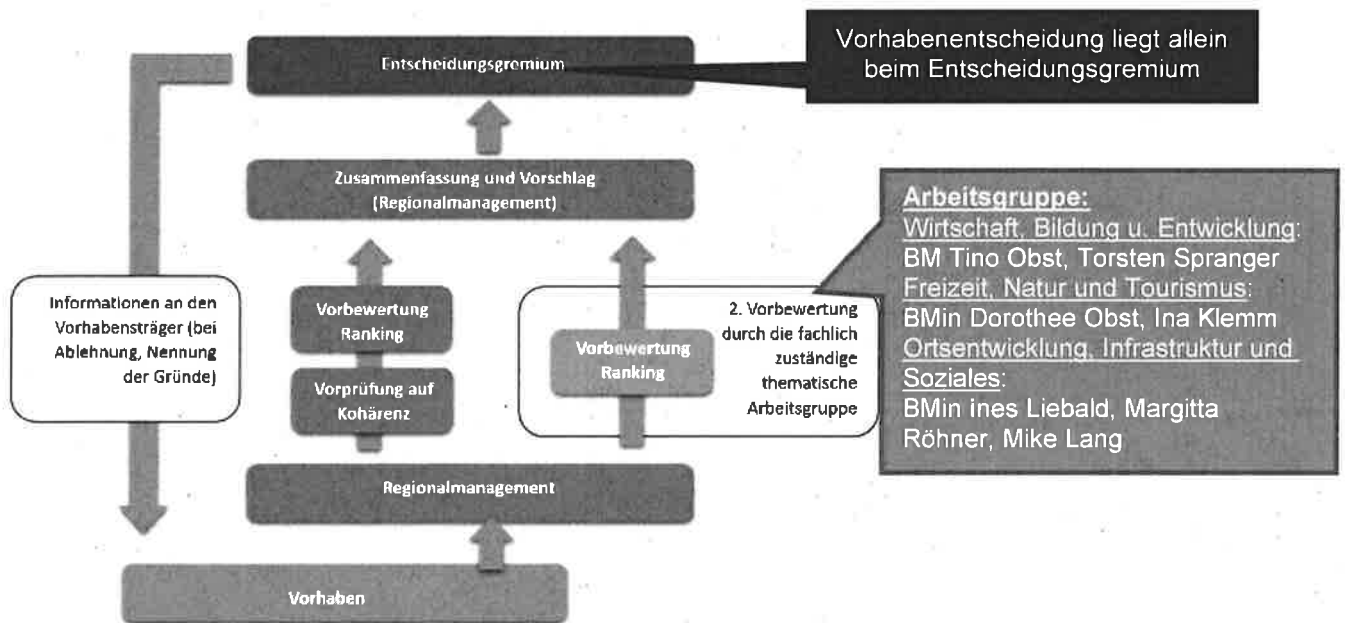 Entscheidungsgremium
Vorhabenentscheidung liegt allein
beim Entscheidungsgremium
Zusammenfassung und Vorschlag
(Regionalmanagement)
Arbeitsgruppe:
Wirtschaft, Bildung u. Entwicklung:
BM Tino Obst, Torsten Spranger
Freizeit, Natur und Tourismus:
BMin Dorothee Obst, Ina Klemm
Ortsentwicklung, Infrastruktur und
Soziales:
BMin ines Liebald, Margitta
Röhner, Mike Lang
Informationen an den
Vorhabensträger (bei
Ablehnung, Nennung
der Gründe)
Vorbewertung
Ranking
Vorprüfung auf
Kohärenz
Vorbewertung
Ranking
2. Vorbewertung
durch die fachlich
zuständige
thematische
Arbeitsgruppe
Regionalmanagement
Vorhaben